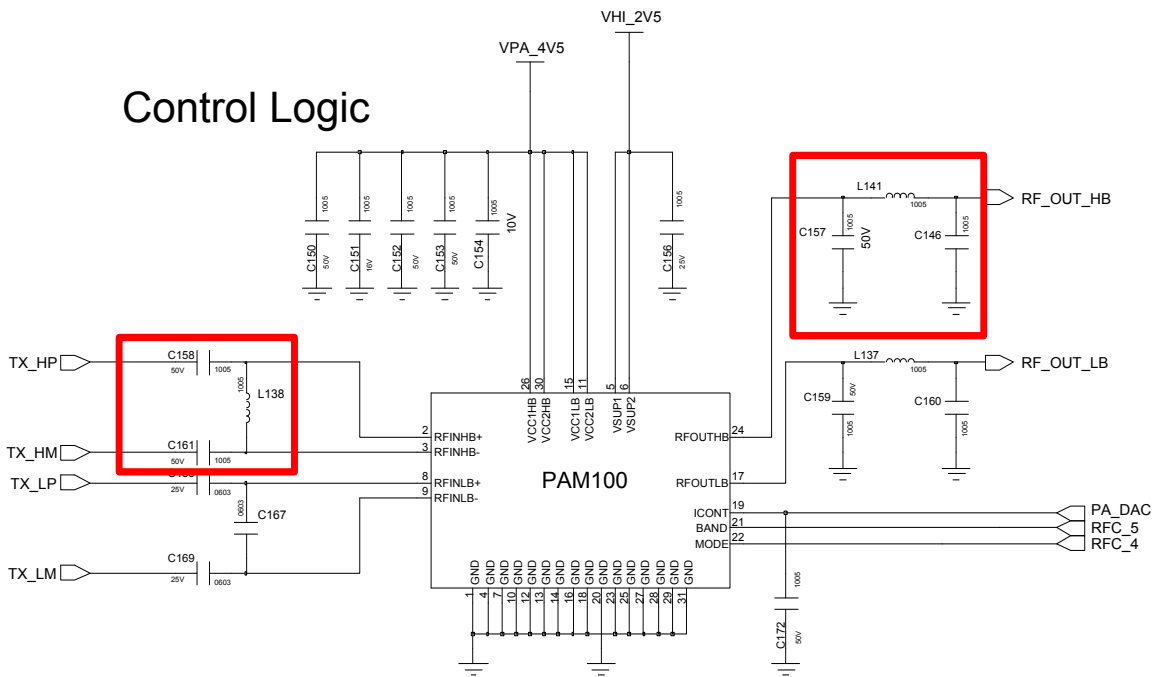 VHI_2V5
VPA_4V5
Control Logic
1005
1005
1005
1005
1005
10V
C150
50V
C151
16V
C152
50V
C153
50V
C154
1005
C156
25V
L141
1005
RF_OUT_HB
C157
1005
50V
C146
1005
TX_HP
C158
50V
1005
1005
L138
TX_HM
C161
50V
1005
TX_LP
25V
0603
0603
C167
TX_LM
C169
25V
0603
26
30
15
11
5
6
VCC1HB
VCC2HB
VCC1LB
VCC2LB
VSUP1
VSUP2
2
RFINHB+
3
RFINHB-
8
RFINLB+
9
RFINLB-
PAM100
RFOUTHB
24
RFOUTLB
17
ICONT
19
BAND
21
MODE
22
L137
1005
RF_OUT_LB
C159
50V
1005
C160
1005
PA_DAC
RFC_5
RFC_4
GND GND GND GND GND GND GND GND GND GND GND GND GND GND GND
1 4 7 10 12 13 14 16 18 20 23 25 27 28 29 31
1005
C172
50V